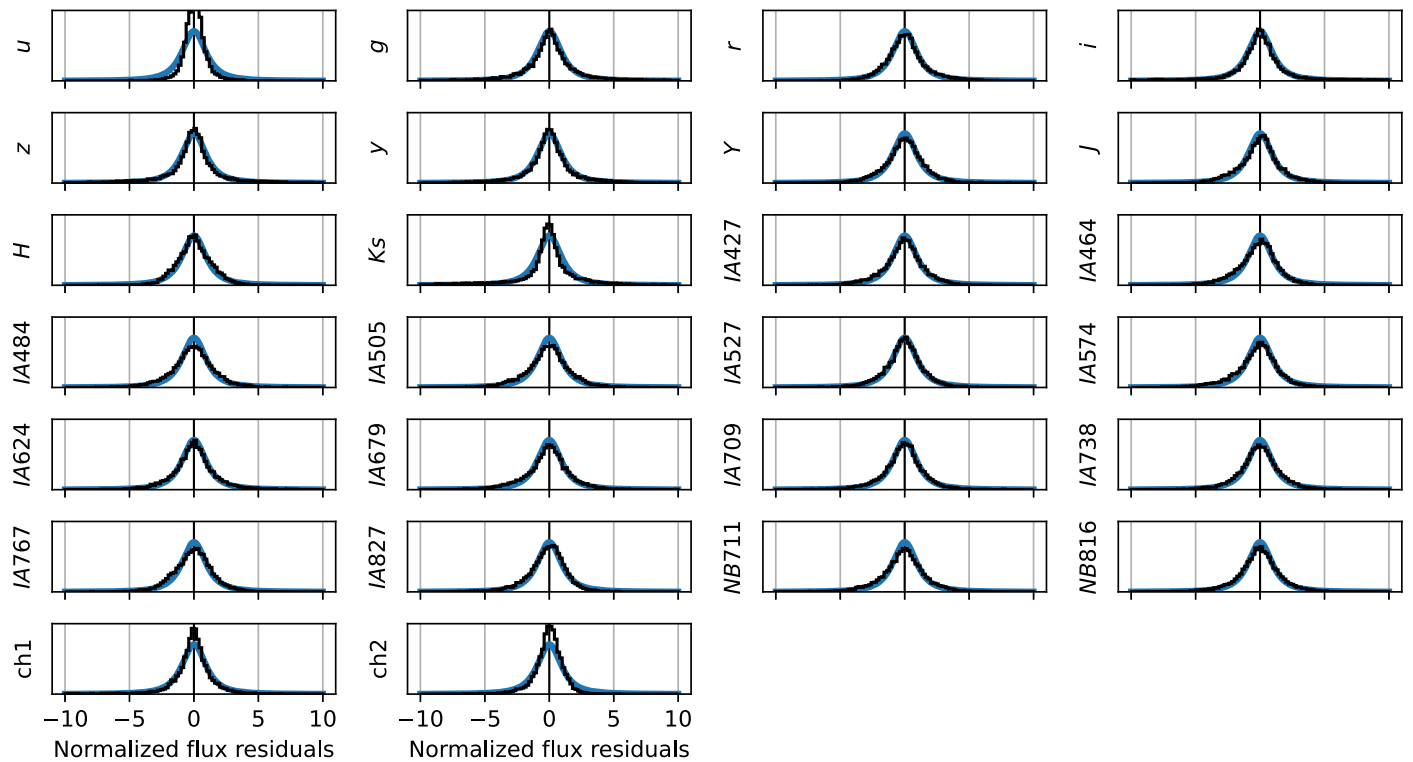 u
g
r
i
z
y
Y
J
H
Ks
IA427
IA464
IA484
IA505
IA527
IA574
IA624
IA679
IA709
IA738
IA767
IA827
NB711
NB816
ch1
ch2
−10 −5 0 5 10
−10 −5 0 5 10
Normalized flux residuals
Normalized flux residuals